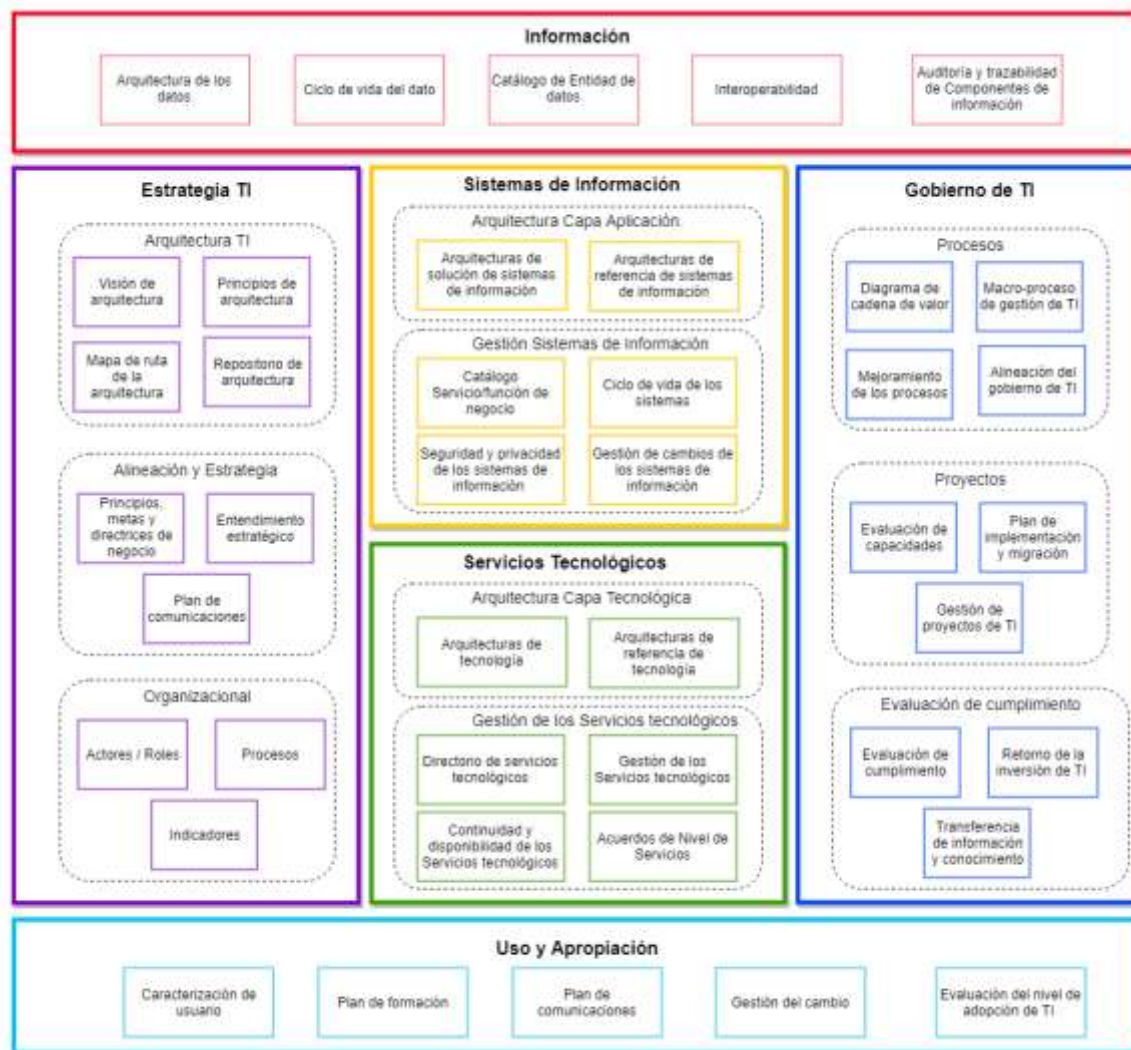 Información
Arquitectura de los
datos
Ciclo de vida del dato
Catálogo de Entidad de
datos
Interoperabilidad
Auditoría y trazabilidad
de Componentes de
información
Estrategia TI
Arquitectura TI
Visión de
arquitectura
Principios de
arquitectura
Mapa de ruta
de la
arquitectura
Repositorio de
arquitectura
Alineación y Estrategia
Principios,
metas y
directrices de
negocio
Entendimiento
estratégico
Plan de
comunicaciones
Organizacional
Actores / Roles
Procesos
Indicadores
Sistemas de Información
Arquitectura Capa Aplicación
Arquitecturas de
solución de sistemas
de información
Arquitecturas de
referencia de sistemas
de información
Gestión Sistemas de Información
Catálogo
Servicio/función de
negocio
Ciclo de vida de los
sistemas
Seguridad y privacidad
de los sistemas de
información
Gestión de cambios de
los sistemas de
información
Servicios Tecnológicos
Arquitectura Capa Tecnológica
Arquitecturas de
tecnología
Arquitecturas de
referencia de
tecnología
Gestión de los Servicios tecnológicos
Directorio de servicios
tecnológicos
Gestión de los
Servicios tecnológicos
Continuidad y
disponibilidad de los
Servicios tecnológicos
Acuerdos de Nivel de
Servicios
Gobierno de TI
Procesos
Diagrama de
cadena de valor
Macro-proceso
de gestión de TI
Mejoramiento
de los procesos
Alineación del
gobierno de TI
Proyectos
Evaluación de
capacidades
Plan de
implementación
y migración
Gestión de
proyectos de TI
Evaluación de cumplimiento
Evaluación de
cumplimiento
Retorno de la
inversión de TI
Transferencia
de información
y conocimiento
Uso y Apropiación
Caracterización de
usuario
Plan de formación
Plan de
comunicaciones
Gestión del cambio
Evaluación del nivel de
adopción de TI